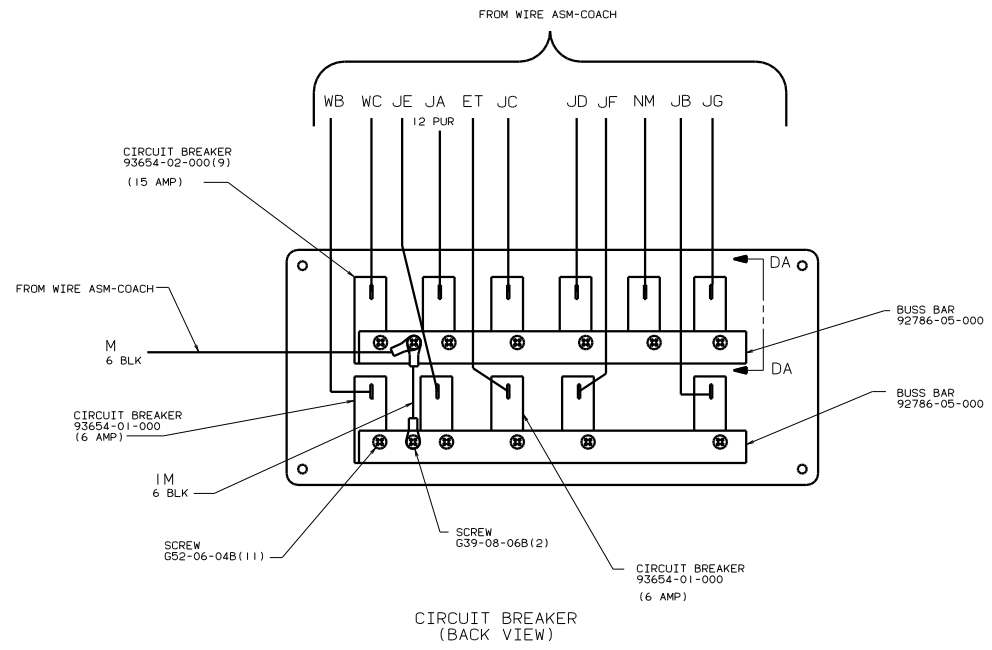 FROM WIRE ASM-COACH
WB WC JE JA ET JC JD JF NM JB JG
12 PUR
CIRCUIT BREAKER
93654-02-000(9)
(15 AMP)
DA
FROM WIRE ASM-COACH
BUSS BAR
92786-05-000
M
6 BLK
DA
BUSS BAR
92786-05-000
CIRCUIT BREAKER
93654-01-000
(6 AMP)
1M
6 BLK
SCREW
G39-08-06B(2)
SCREW
G52-06-04B(11)
CIRCUIT BREAKER
93654-01-000
(6 AMP)
CIRCUIT BREAKER
(BACK VIEW)